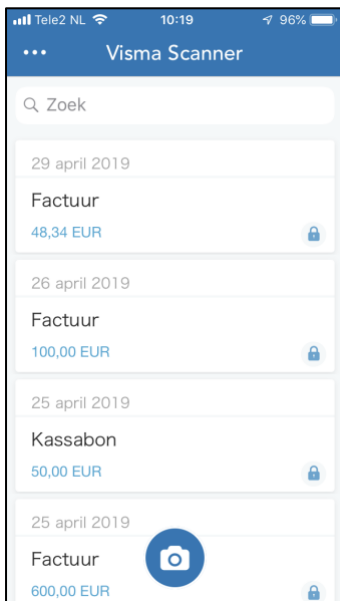 Tele2 NL 10:19 96%
Visma Scanner
Zoek
29 april 2019
Factuur
48,34 EUR
26 april 2019
Factuur
100,00 EUR
25 april 2019
Kassabon
50,00 EUR
25 april 2019
Factuur
600,00 EUR